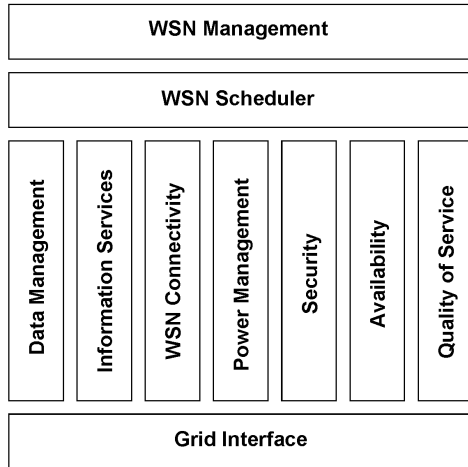 WSN Management
WSN Scheduler
Data Management
Information Services
WSN Connectivity
Power Management
Security
Availability
Quality of Service
Grid Interface